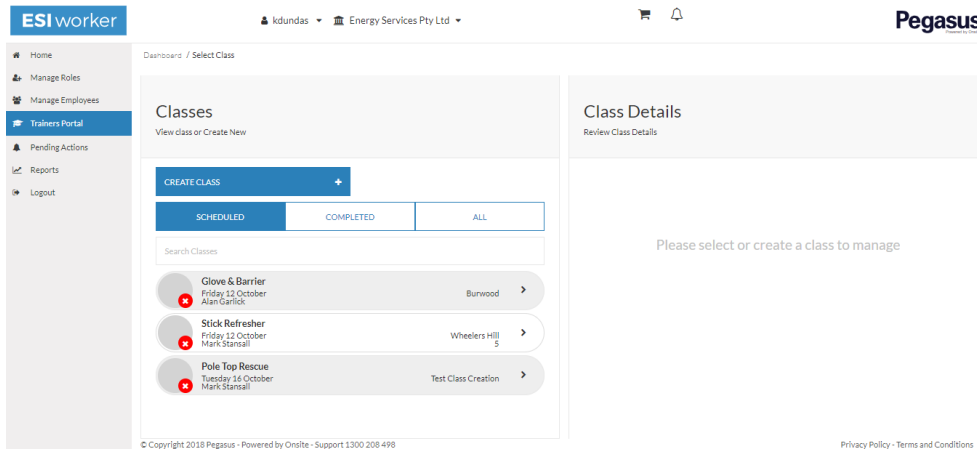 ESI worker
kdundas
Energy Services Pty Ltd
Pegasus
Powered by Onsite
Home
Manage Roles
Manage Employees
Trainers Portal
Pending Actions
Reports
Logout
Dashboard / Select Class
Classes
View class or Create New
CREATE CLASS +
SCHEDULED COMPLETED ALL
Search Classes
Glove & Barrier
Friday 12 October
Alan Garlick
Burwood
Stick Refresher
Friday 12 October
Mark Stansall
Wheelers Hill
5
Pole Top Rescue
Tuesday 16 October
Mark Stansall
Test Class Creation
Class Details
Review Class Details
Please select or create a class to manage
© Copyright 2018 Pegasus - Powered by Onsite - Support 1300 208 498
Privacy Policy - Terms and Conditions